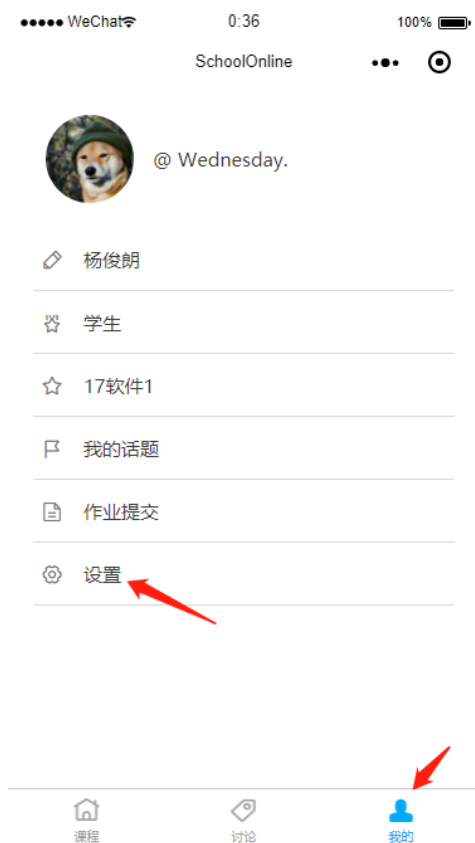 ●●●●● WeChat 0:36 100%
SchoolOnline
@ Wednesday.
杨俊朗
学生
17软件1
我的话题
作业提交
设置
课程 讨论 我的